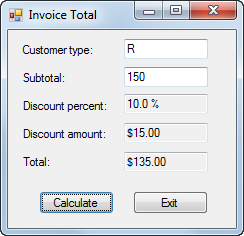 Invoice Total
Customer type: R
Subtotal: 150
Discount percent: 10.0 %
Discount amount: $15.00
Total: $135.00
Calculate Exit